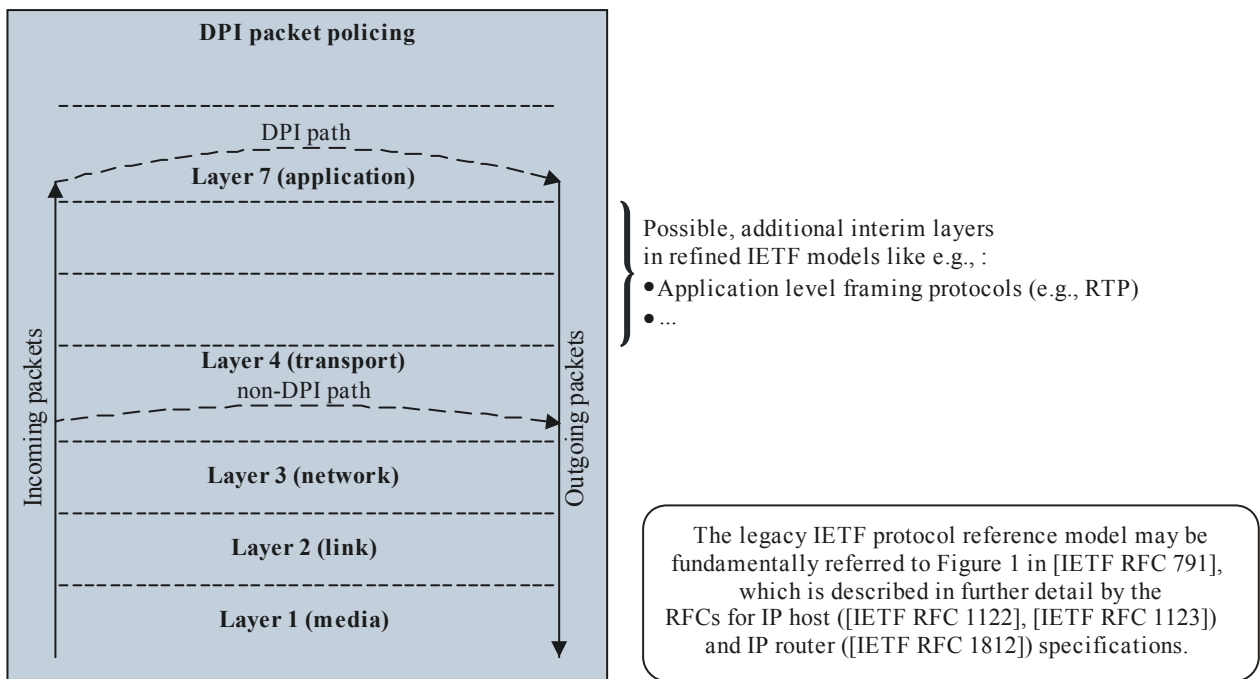 DPI packet policing
DPI path
Layer 7 (application)
Possible, additional interim layers
in refined IETF models like e.g., :
•Application level framing protocols (e.g., RTP)
• ...
Layer 4 (transport)
non-DPI path
Incoming packets
Outgoing packets
Layer 3 (network)
Layer 2 (link)
Layer 1 (media)
The legacy IETF protocol reference model may be
fundamentally referred to Figure 1 in [IETF RFC 791],
which is described in further detail by the
RFCs for IP host ([IETF RFC 1122], [IETF RFC 1123])
and IP router ([IETF RFC 1812]) specifications.